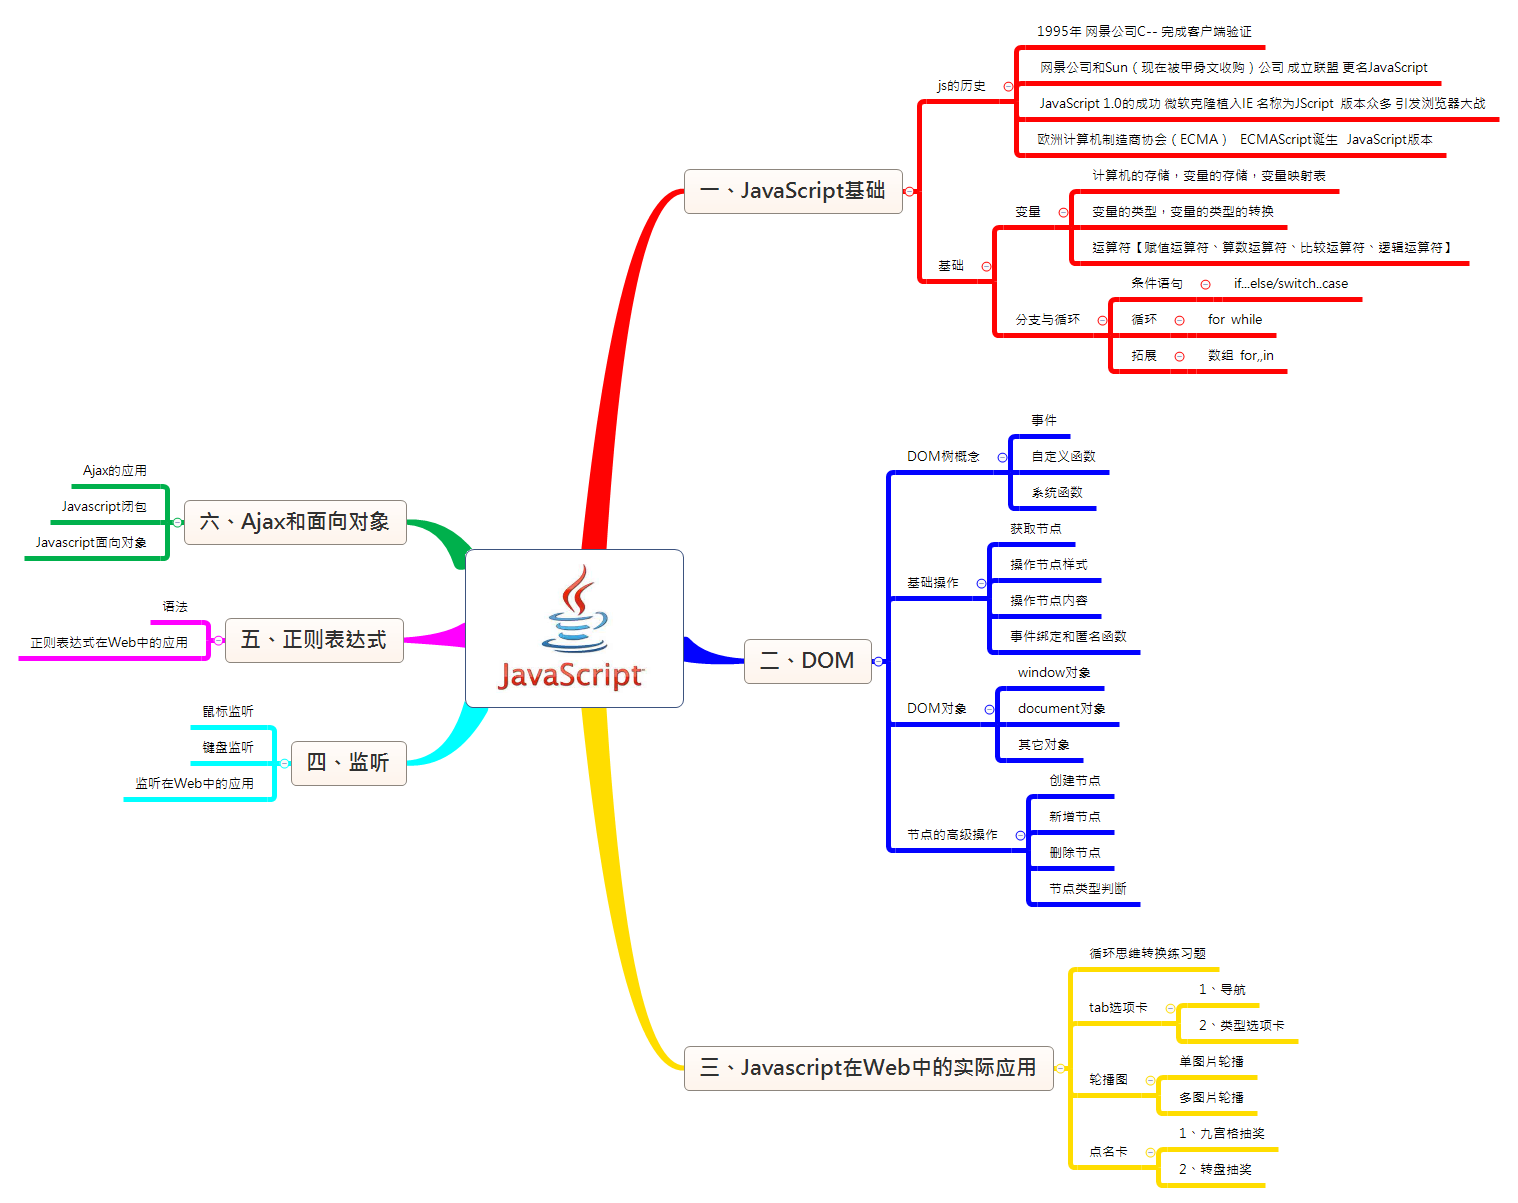 一、JavaScript基础
js的历史
1995年 网景公司C-- 完成客户端验证
网景公司和Sun（现在被甲骨文收购）公司 成立联盟 更名JavaScript
JavaScript 1.0的成功 微软克隆植入IE 名称为JScript 版本众多 引发浏览器大战
欧洲计算机制造商协会（ECMA） ECMAScript诞生 JavaScript版本
基础
变量
计算机的存储，变量的存储，变量映射表
变量的类型，变量的类型的转换
运算符【赋值运算符、算数运算符、比较运算符、逻辑运算符】
分支与循环
条件语句
if...else/switch..case
循环
for while
拓展
数组 for,,in
二、DOM
DOM树概念
事件
自定义函数
系统函数
基础操作
获取节点
操作节点样式
操作节点内容
事件绑定和匿名函数
DOM对象
window对象
document对象
其它对象
节点的高级操作
创建节点
新增节点
删除节点
节点类型判断
三、Javascript在Web中的实际应用
循环思维转换练习题
tab选项卡
1、导航
2、类型选项卡
轮播图
单图片轮播
多图片轮播
点名卡
1、九宫格抽奖
2、转盘抽奖
四、监听
鼠标监听
键盘监听
监听在Web中的应用
五、正则表达式
语法
正则表达式在Web中的应用
六、Ajax和面向对象
Ajax的应用
Javascript闭包
Javascript面向对象
JavaScript